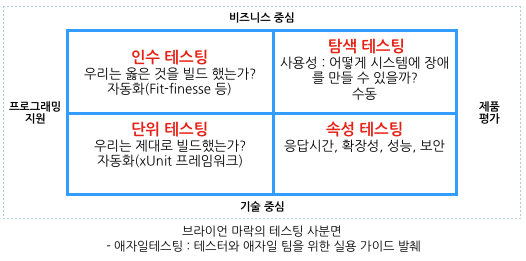 비즈니스 중심
인수 테스팅
우리는 옳은 것을 빌드 했는가?
자동화(Fit-finesse 등)
탐색 테스팅
사용성 : 어떻게 시스템에 장애
를 만들 수 있을까?
수동
프로그래밍
지원
제품
평가
단위 테스팅
우리는 제대로 빌드했는가?
자동화(xUnit 프레임워크)
속성 테스팅
응답시간, 확장성, 성능, 보안
기술 중심
브라이언 마락의 테스팅 사분면
- 애자일테스팅 : 테스터와 애자일 팀을 위한 실용 가이드 발췌